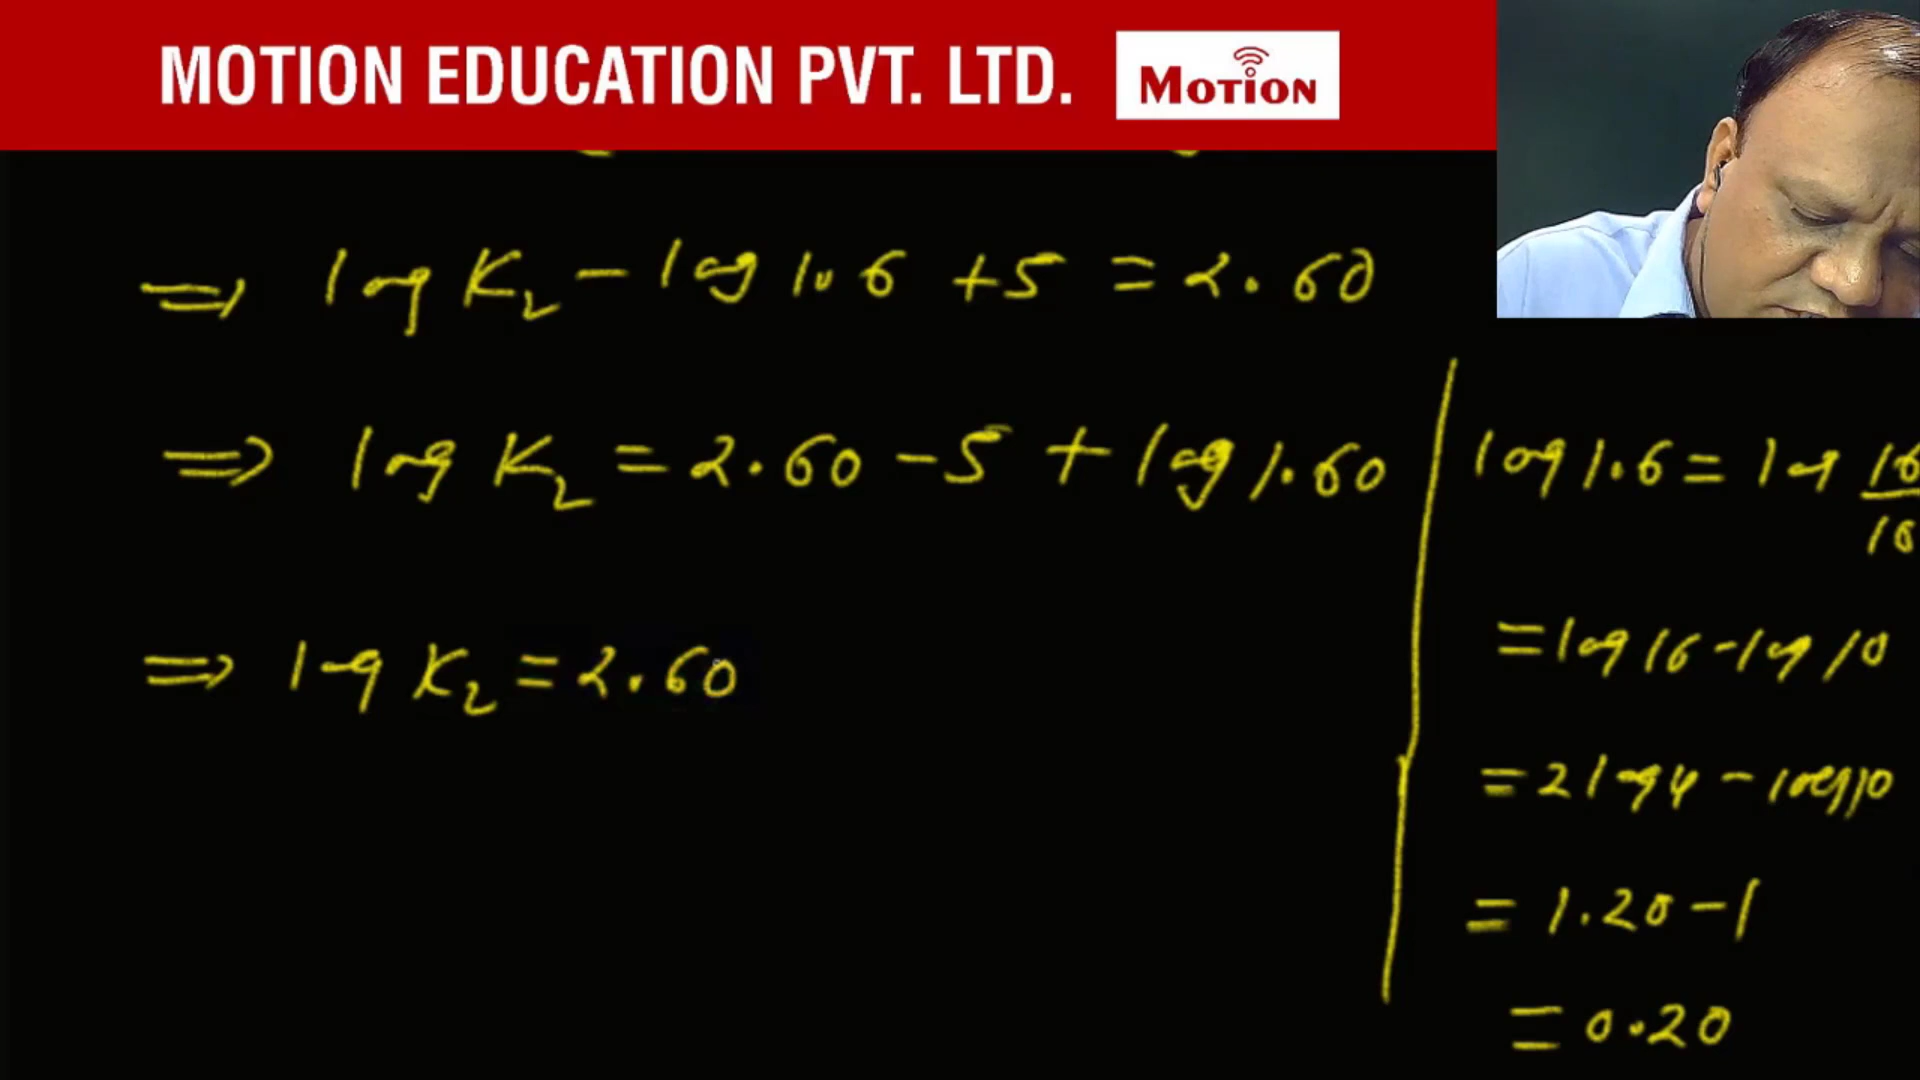 MOTION EDUCATION PVT. LTD.
MOTION
⇒ log K₂ - log 1.6 + 5 = 2.60
⇒ log K₂ = 2.60 - 5 + log 1.60
⇒ log K₂ = 2.60
log 1.6 = log 16/10
= log 16 - log 10
= 2 log 4 - log 10
= 1.20 - 1
= 0.20